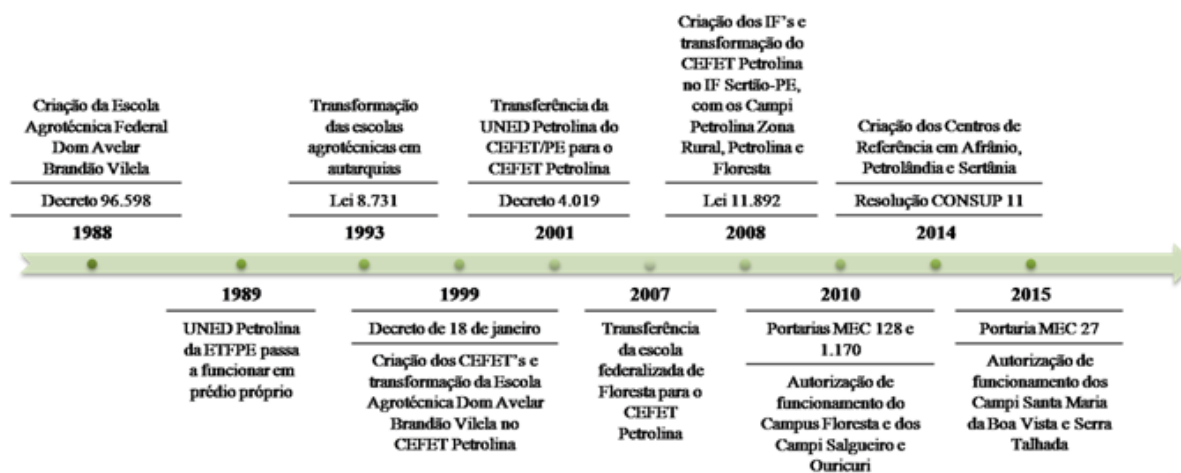 Criação da Escola
Agrotécnica Federal
Dom Avelar
Brandão Vilela
Decreto 96.598
1988
Transformação
das escolas
agrotécnicas em
autarquias
Lei 8.731
1993
Transferência da
UNED Petrolina do
CEFET/PE para o
CEFET Petrolina
Decreto 4.019
2001
Criação dos IF's e
transformação do
CEFET Petrolina
no IF Sertão-PE,
com os Campi
Petrolina Zona
Rural, Petrolina e
Floresta
Lei 11.892
2008
Criação dos Centros de
Referência em Afrânio,
Petrolândia e Sertânia
Resolução CONSUP 11
2014
1989
UNED Petrolina
da ETFPE passa
a funcionar em
prédio próprio
1999
Decreto de 18 de janeiro
Criação dos CEFET's e
transformação da Escola
Agrotécnica Dom Avelar
Brandão Vilela no
CEFET Petrolina
2007
Transferência
da escola
federalizada de
Floresta para o
CEFET
Petrolina
2010
Portarias MEC 128 e
1.170
Autorização de
funcionamento do
Campus Floresta e dos
Campi Salgueiro e
Ouricuri
2015
Portaria MEC 27
Autorização de
funcionamento dos
Campi Santa Maria
da Boa Vista e Serra
Talhada